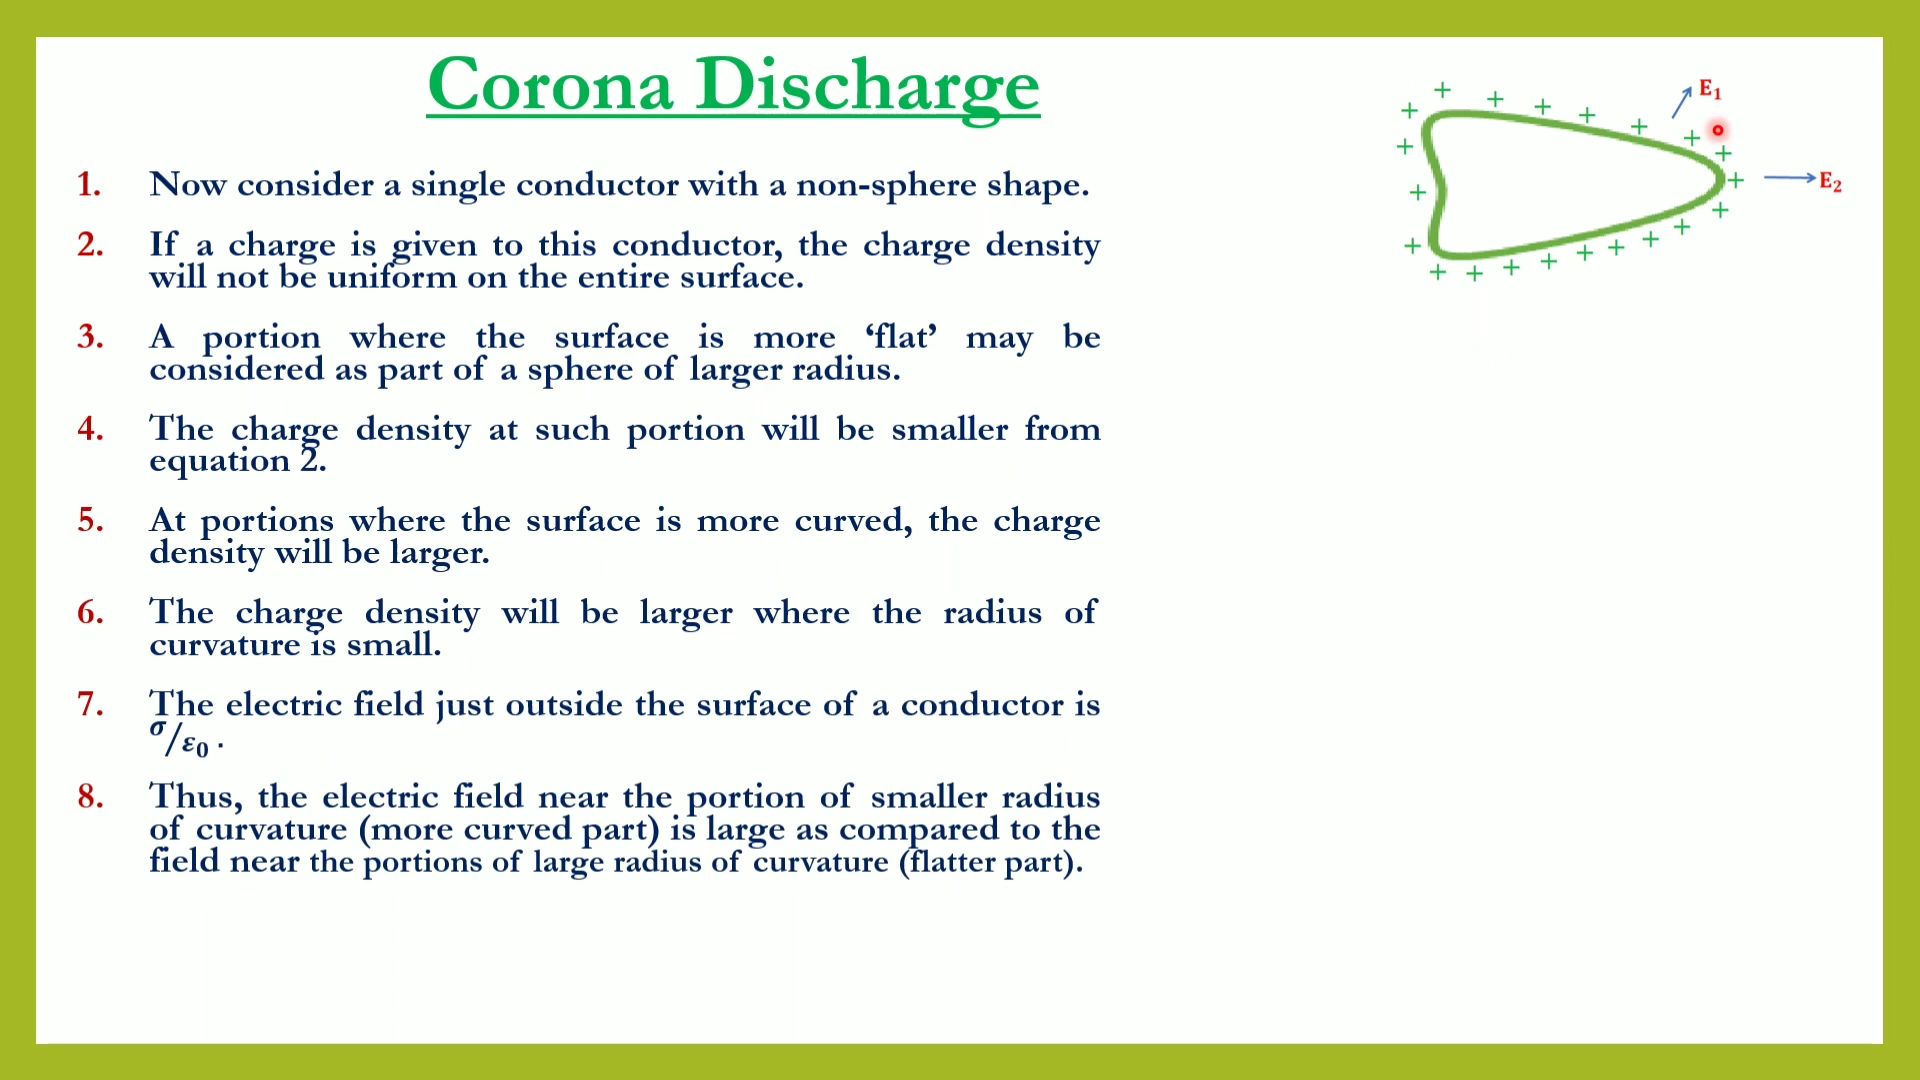 Corona Discharge
1. Now consider a single conductor with a non-sphere shape.
2. If a charge is given to this conductor, the charge density
will not be uniform on the entire surface.
3. A portion where the surface is more ‘flat’ may be
considered as part of a sphere of larger radius.
4. The charge density at such portion will be smaller from
equation 2.
5. At portions where the surface is more curved, the charge
density will be larger.
6. The charge density will be larger where the radius of
curvature is small.
7. The electric field just outside the surface of a conductor is
σ/ε₀ .
8. Thus, the electric field near the portion of smaller radius
of curvature (more curved part) is large as compared to the
field near the portions of large radius of curvature (flatter part).
E₁
E₂